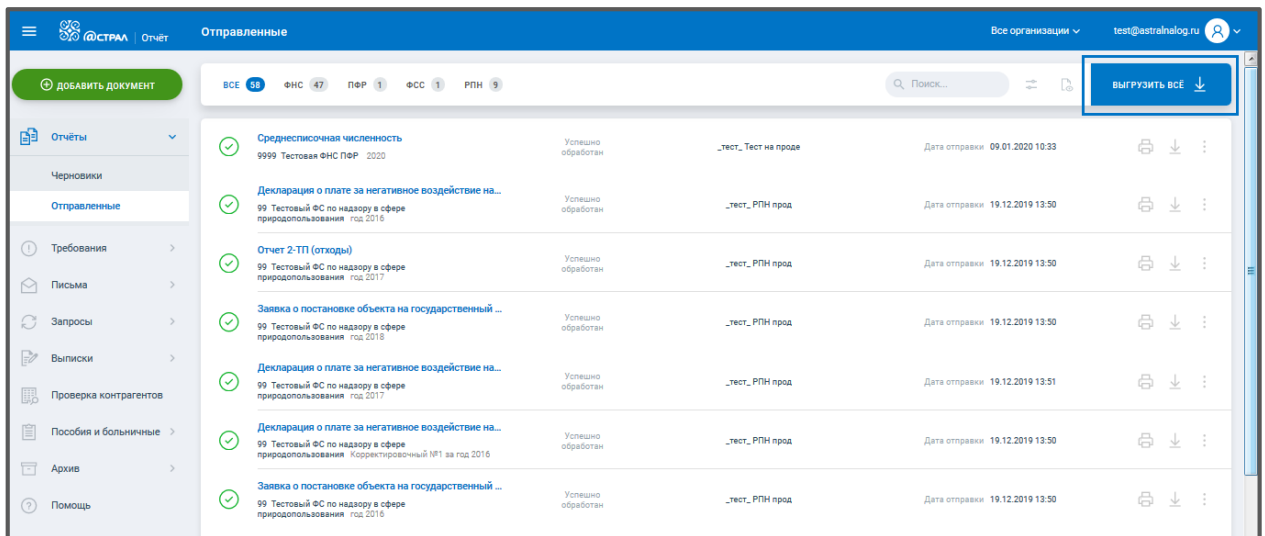 @СТРАЛ | Отчёт
Отправленные
Все организации
test@astralnalog.ru
ДОБАВИТЬ ДОКУМЕНТ
ВСЕ 58 ФНС 47 ПФР 1 ФСС 1 РПН 9
Поиск...
ВЫГРУЗИТЬ ВСЁ
Отчёты
Черновики
Отправленные
Требования
Письма
Запросы
Выписки
Проверка контрагентов
Пособия и больничные
Архив
Помощь
Среднесписочная численность
9999 Тестовая ФНС ПФР 2020
Успешно
обработан
_тест_ Тест на проде
Дата отправки 09.01.2020 10:33
Декларация о плате за негативное воздействие на...
99 Тестовый ФС по надзору в сфере
природопользования год 2016
Успешно
обработан
_тест_ РПН прод
Дата отправки 19.12.2019 13:50
Отчет 2-ТП (отходы)
99 Тестовый ФС по надзору в сфере
природопользования год 2017
Успешно
обработан
_тест_ РПН прод
Дата отправки 19.12.2019 13:50
Заявка о постановке объекта на государственный ...
99 Тестовый ФС по надзору в сфере
природопользования год 2018
Успешно
обработан
_тест_ РПН прод
Дата отправки 19.12.2019 13:50
Декларация о плате за негативное воздействие на...
99 Тестовый ФС по надзору в сфере
природопользования год 2017
Успешно
обработан
_тест_ РПН прод
Дата отправки 19.12.2019 13:51
Декларация о плате за негативное воздействие на...
99 Тестовый ФС по надзору в сфере
природопользования Корректировочный №1 за год 2016
Успешно
обработан
_тест_ РПН прод
Дата отправки 19.12.2019 13:50
Заявка о постановке объекта на государственный ...
99 Тестовый ФС по надзору в сфере
природопользования год 2016
Успешно
обработан
_тест_ РПН прод
Дата отправки 19.12.2019 13:50